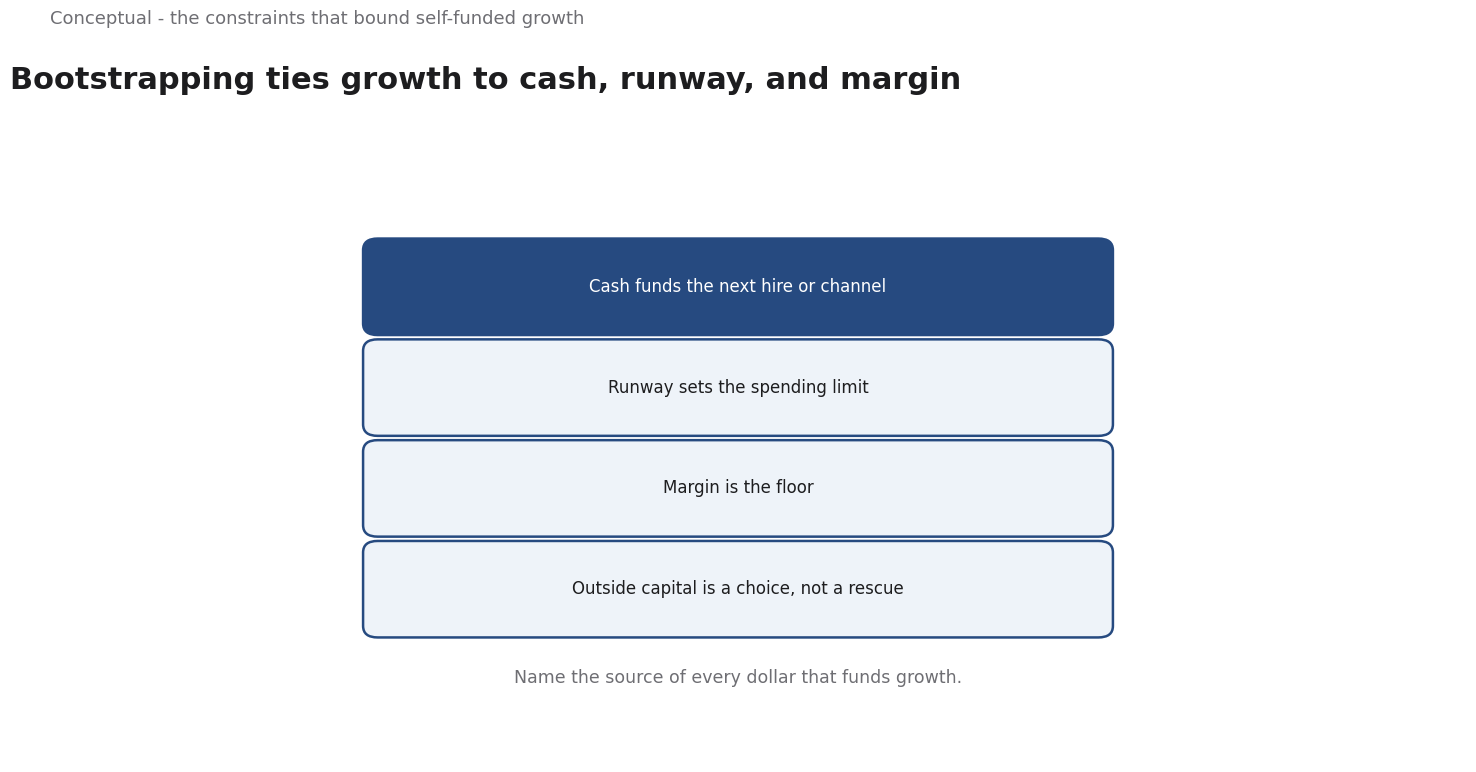 Conceptual - the constraints that bound self-funded growth
Bootstrapping ties growth to cash, runway, and margin
Cash funds the next hire or channel
Runway sets the spending limit
Margin is the floor
Outside capital is a choice, not a rescue
Name the source of every dollar that funds growth.